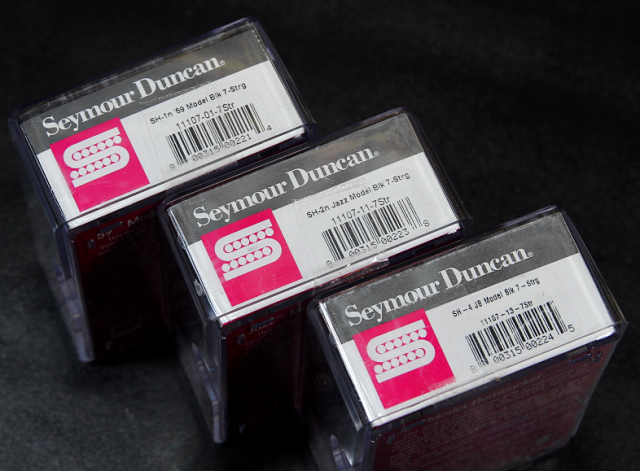 Seymour Duncan®
SH-1n '59 Model Blk 7-Strg
11107-01-7Str
8 00315 00221 4
Seymour Duncan®
SH-2n Jazz Model Blk 7-Strg
11107-11-7Str
8 00315 00223 8
Seymour Duncan®
SH-4 JB Model Blk 7-Strg
11107-13-7Str
8 00315 00224 5